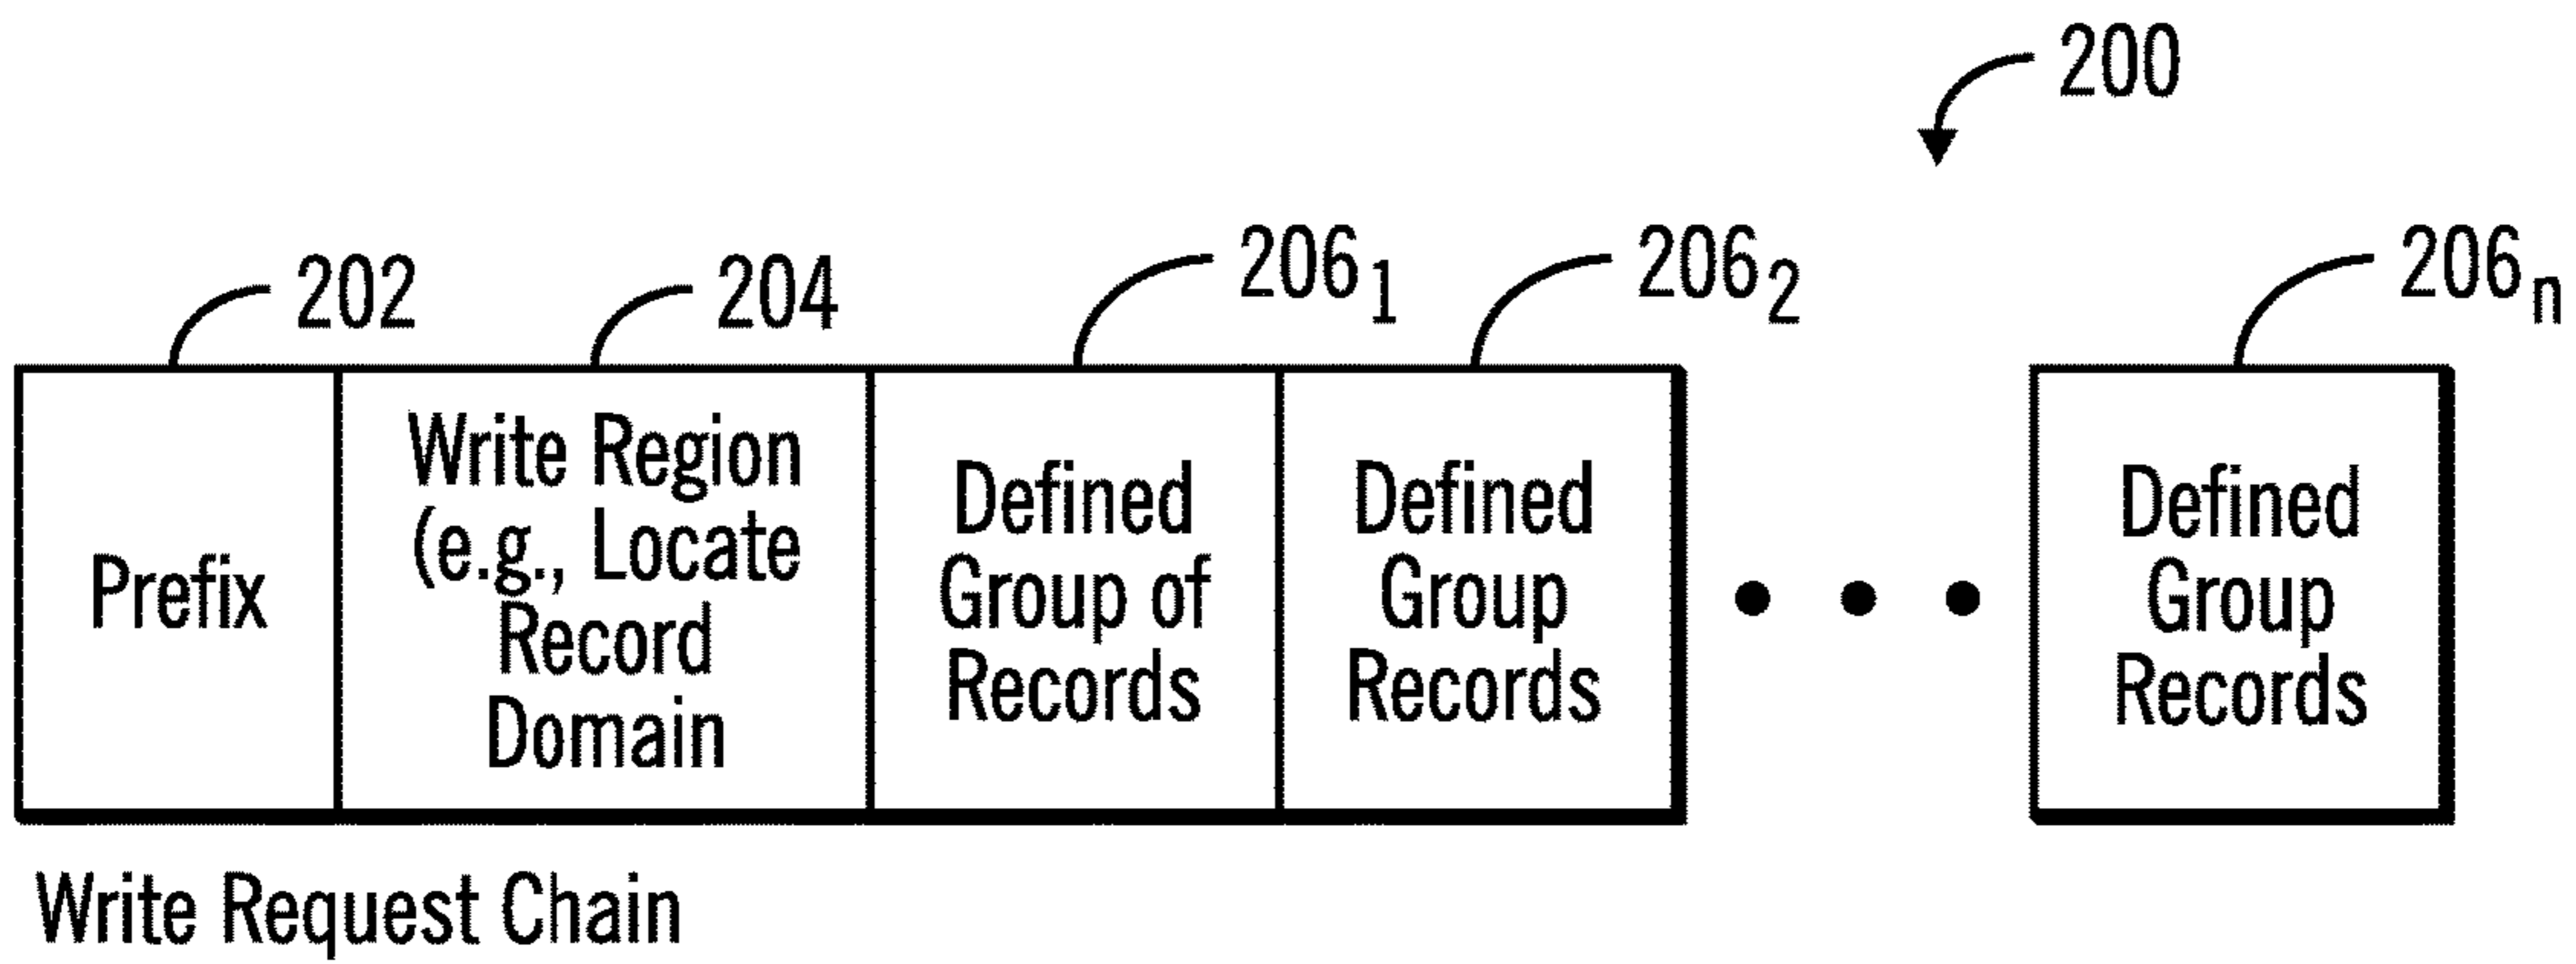 200
202
204
206₁
206₂
206ₙ
Prefix
Write Region
(e.g., Locate
Record
Domain
Defined
Group of
Records
Defined
Group
Records
Defined
Group
Records
Write Request Chain